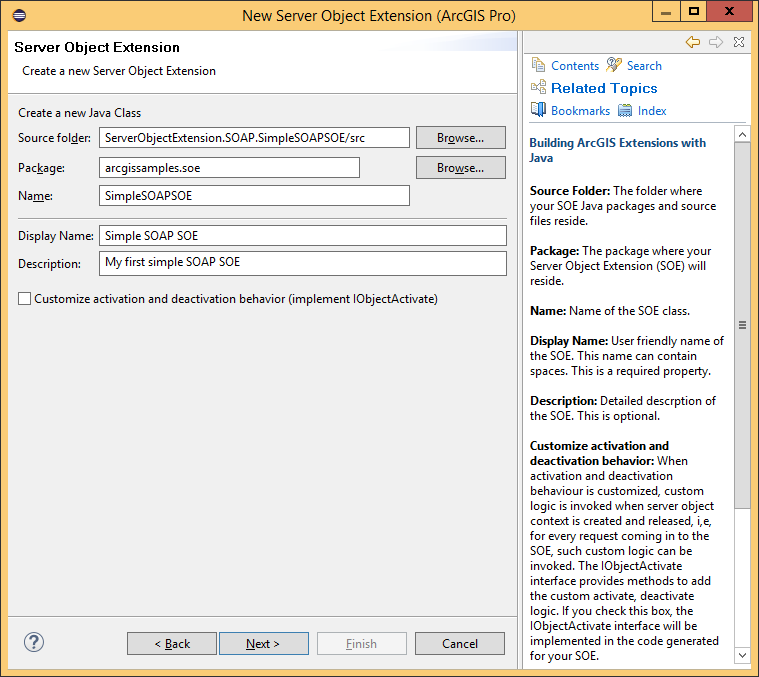 New Server Object Extension (ArcGIS Pro)
Server Object Extension
Create a new Server Object Extension
Create a new Java Class
Source folder: ServerObjectExtension.SOAP.SimpleSOAPSOE/src Browse...
Package: arcgissamples.soe Browse...
Name: SimpleSOAPSOE
Display Name: Simple SOAP SOE
Description: My first simple SOAP SOE
Customize activation and deactivation behavior (implement IObjectActivate)
< Back Next > Finish Cancel
Contents Search
Related Topics
Bookmarks Index
Building ArcGIS Extensions with
Java
Source Folder: The folder where
your SOE Java packages and source
files reside.
Package: The package where your
Server Object Extension (SOE) will
reside.
Name: Name of the SOE class.
Display Name: User friendly name of
the SOE. This name can contain
spaces. This is a required property.
Description: Detailed descrption of
the SOE. This is optional.
Customize activation and
deactivation behavior: When
activation and deactivation
behaviour is customized, custom
logic is invoked when server object
context is created and released, i,e,
for every request coming in to the
SOE, such custom logic can be
invoked. The IObjectActivate
interface provides methods to add
the custom activate, deactivate
logic. If you check this box, the
IObjectActivate interface will be
implemented in the code generated
for your SOE.